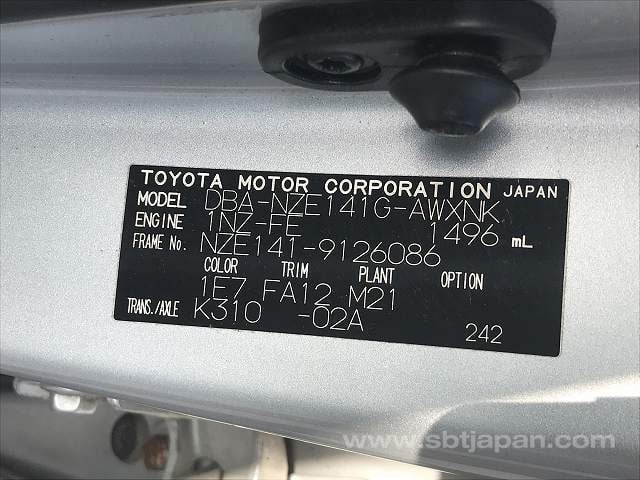 TOYOTA MOTOR CORPORATION JAPAN
MODEL DBA-NZE141G-AWXNK
ENGINE 1NZ-FE 1496 mL
FRAME No. NZE141-9126086
COLOR TRIM PLANT OPTION
1E7 FA12 M21
TRANS./AXLE K310 -02A 242
www.sbtjapan.com